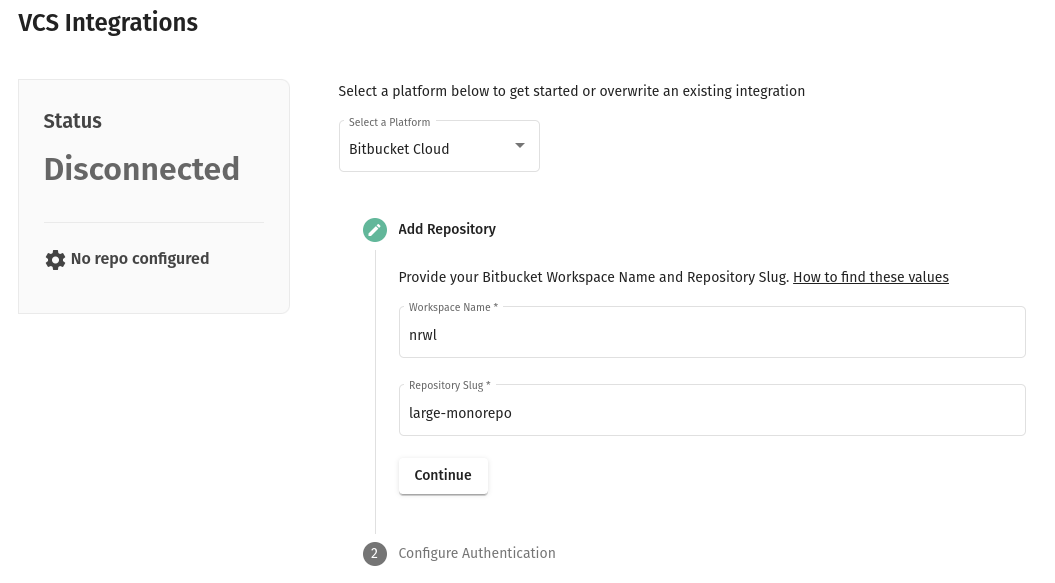 VCS Integrations
Status
Disconnected
No repo configured
Select a platform below to get started or overwrite an existing integration
Select a Platform
Bitbucket Cloud
Add Repository
Provide your Bitbucket Workspace Name and Repository Slug. How to find these values
Workspace Name *
nrwl
Repository Slug *
large-monorepo
Continue
2 Configure Authentication